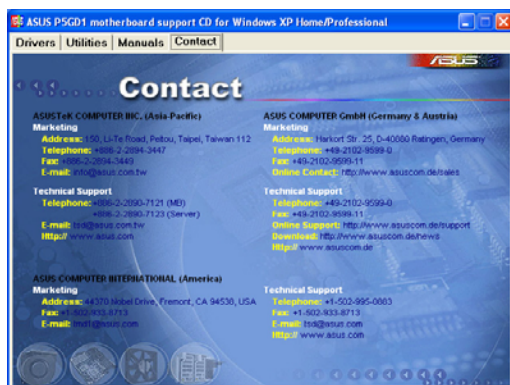 ASUS P5GD1 motherboard support CD for Windows XP Home/Professional
Drivers
Utilities
Manuals
Contact
ASUS
Contact
ASUSTeK COMPUTER INC. (Asia-Pacific)
Marketing
Address: 150, Li-Te Road, Peitou, Taipei, Taiwan 112
Telephone: +886-2-2894-3447
Fax: +886-2-2894-3449
E-mail: info@asus.com.tw
Technical Support
Telephone: +886-2-2890-7121 (MB)
+886-2-2890-7123 (Server)
E-mail: tsd@asus.com.tw
Http:// www.asus.com
ASUS COMPUTER GmbH (Germany & Austria)
Marketing
Address: Harkort Str. 25, D-40880 Ratingen, Germany
Telephone: +49-2102-9599-0
Fax: +49-2102-9599-11
Online Contact: http://www.asuscom.de/sales
Technical Support
Telephone: +49-2102-9599-0
Fax: +49-2102-9599-11
Online Support: http://www.asuscom.de/support
Download: http://www.asuscom.de/news
Http:// www.asuscom.de
ASUS COMPUTER INTERNATIONAL (America)
Marketing
Address: 44370 Nobel Drive, Fremont, CA 94530, USA
Fax: +1-502-933-8713
E-mail: tmd1@asus.com
Technical Support
Telephone: +1-502-995-0883
Fax: +1-502-933-8713
E-mail: tsd@asus.com
Http:// www.asus.com